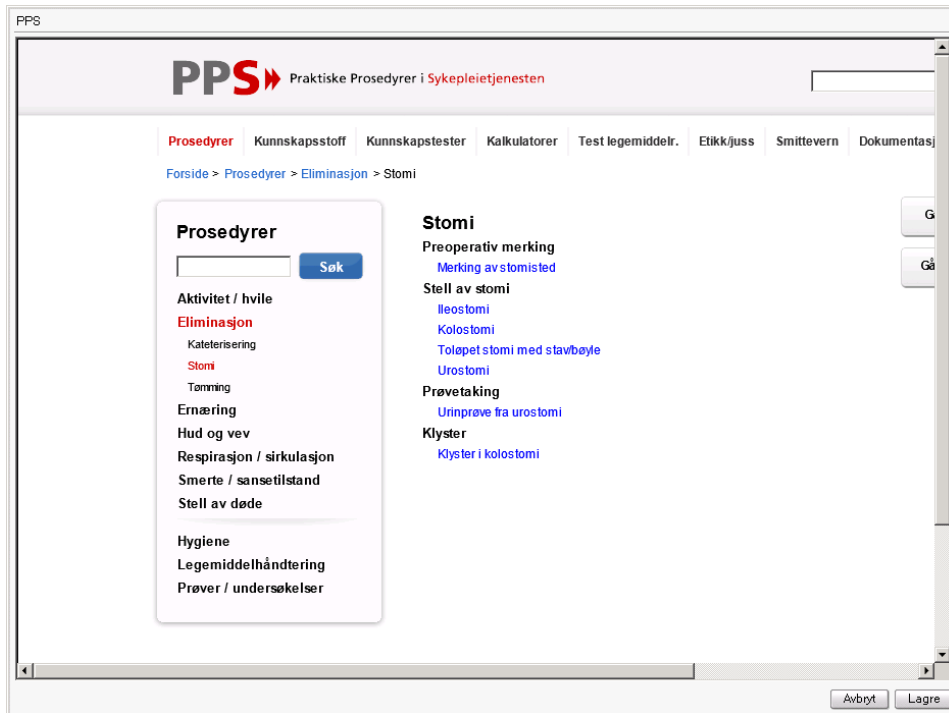 PPS
PPS Praktiske Prosedyrer i Sykepleietjenesten
Prosedyrer Kunnskapsstoff Kunnskapstester Kalkulatorer Test legemiddelr. Etikk/juss Smittevern Dokumentasj
Forside > Prosedyrer > Eliminasjon > Stomi
Prosedyrer
Søk
Aktivitet / hvile
Eliminasjon
Kateterisering
Stomi
Tømming
Ernæring
Hud og vev
Respirasjon / sirkulasjon
Smerte / sansetilstand
Stell av døde
Hygiene
Legemiddelhåndtering
Prøver / undersøkelser
Stomi
Preoperativ merking
Merking av stomisted
Stell av stomi
Ileostomi
Kolostomi
Toløpet stomi med stav/bøyle
Urostomi
Prøvetaking
Urinprøve fra urostomi
Klyster
Klyster i kolostomi
Gå
Avbryt Lagre